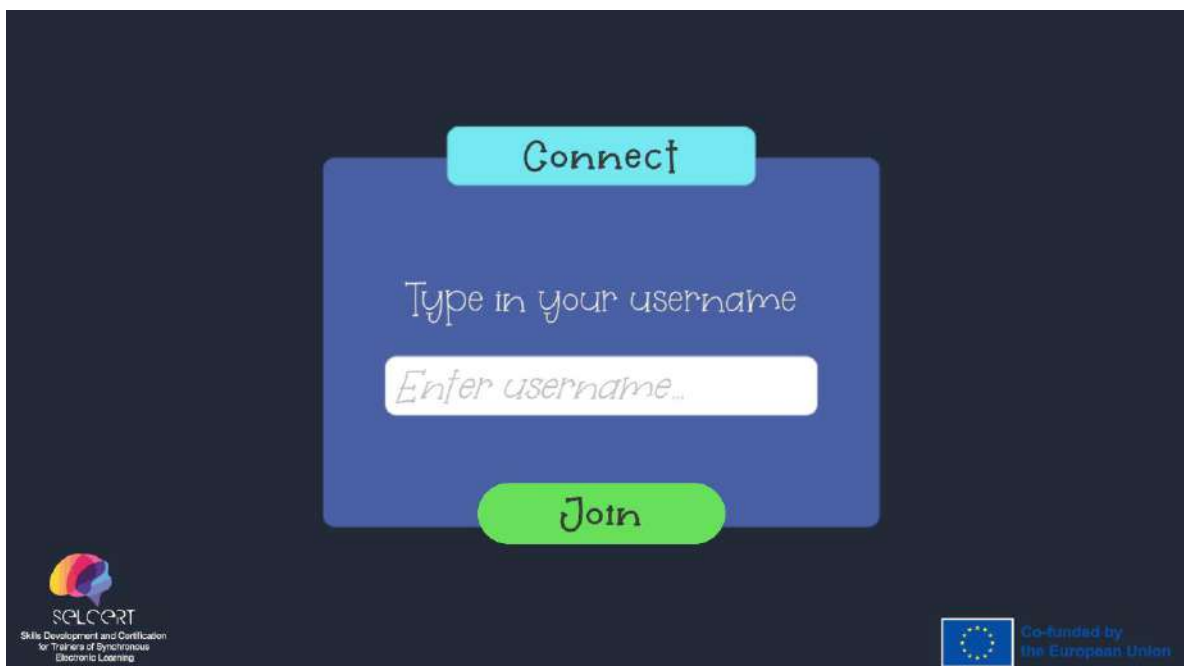 Connect
Type in your username
Enter username...
Join
SELCERT
Skills Development and Certification
for Trainers of Synchronous
Electronic Learning
Co-funded by
the European Union